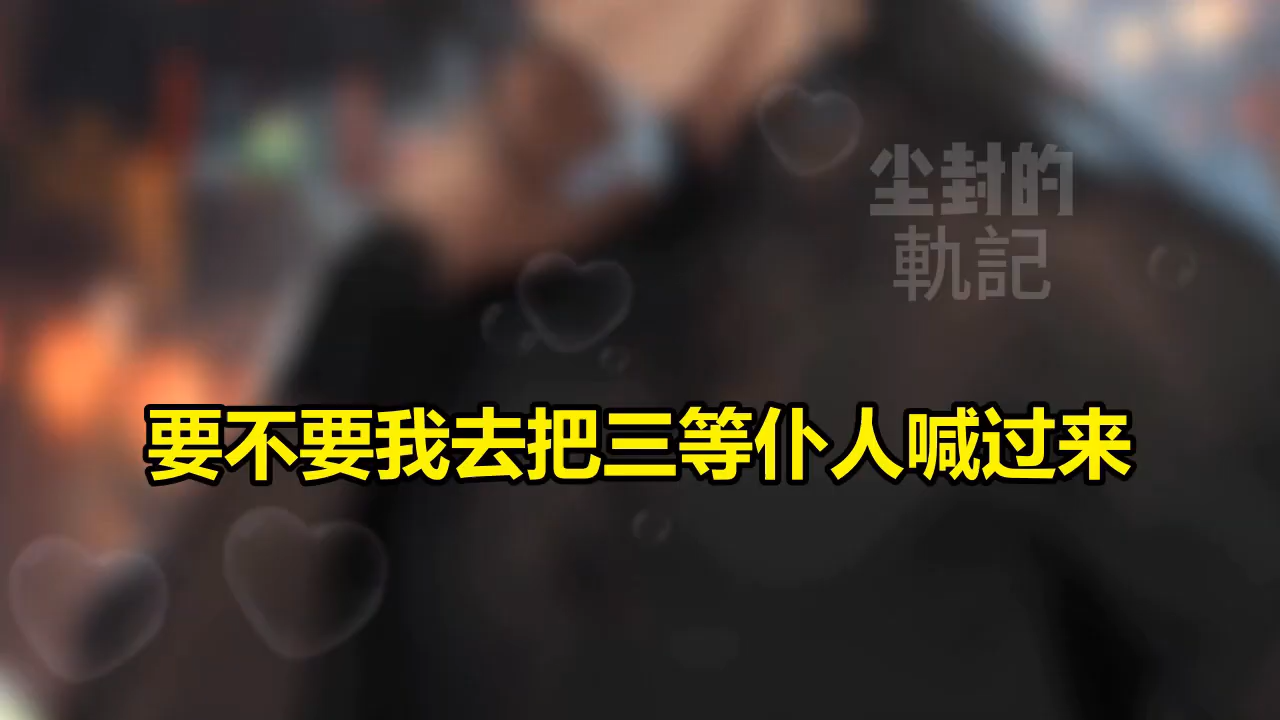 尘封的
軌記
要不要我去把三等仆人喊过来